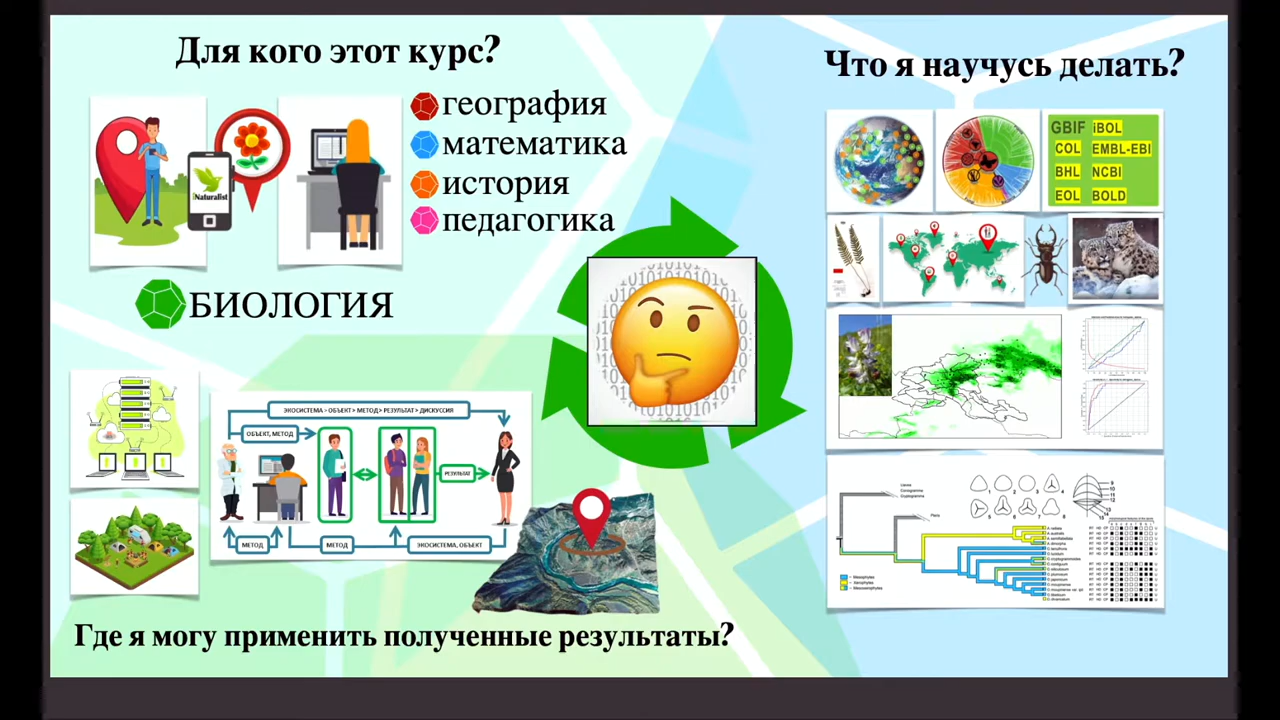 Для кого этот курс?
география
математика
история
педагогика
iNaturalist
БИОЛОГИЯ
Что я научусь делать?
GBIF iBOL
COL EMBL-EBI
BHL NCBI
EOL BOLD
ЭКОСИСТЕМА > ОБЪЕКТ > МЕТОД > РЕЗУЛЬТАТ > ДИСКУССИЯ
ОБЪЕКТ, МЕТОД
РЕЗУЛЬТАТ
МЕТОД
МЕТОД
ЭКОСИСТЕМА, ОБЪЕКТ
Где я могу применить полученные результаты?